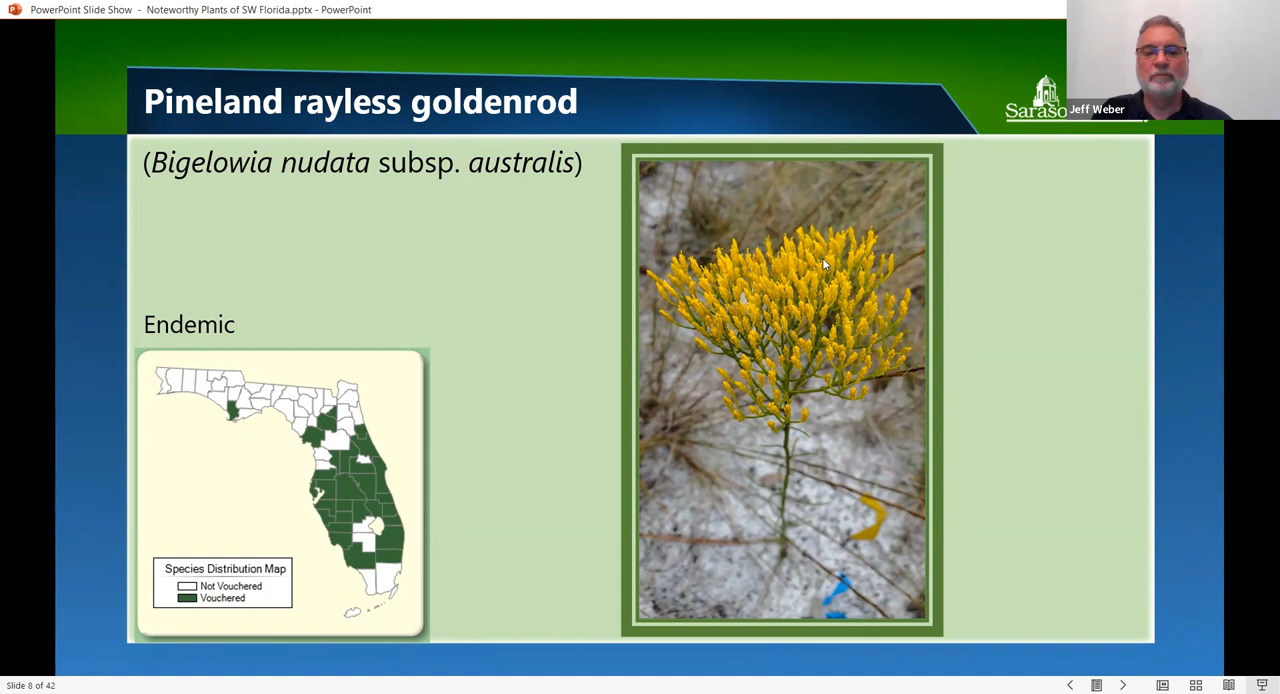 PowerPoint Slide Show - Noteworthy Plants of SW Florida.pptx - PowerPoint
Pineland rayless goldenrod
Jeff Weber
(Bigelowia nudata subsp. australis)
Endemic
Species Distribution Map
Not Vouchered
Vouchered
Slide 8 of 42